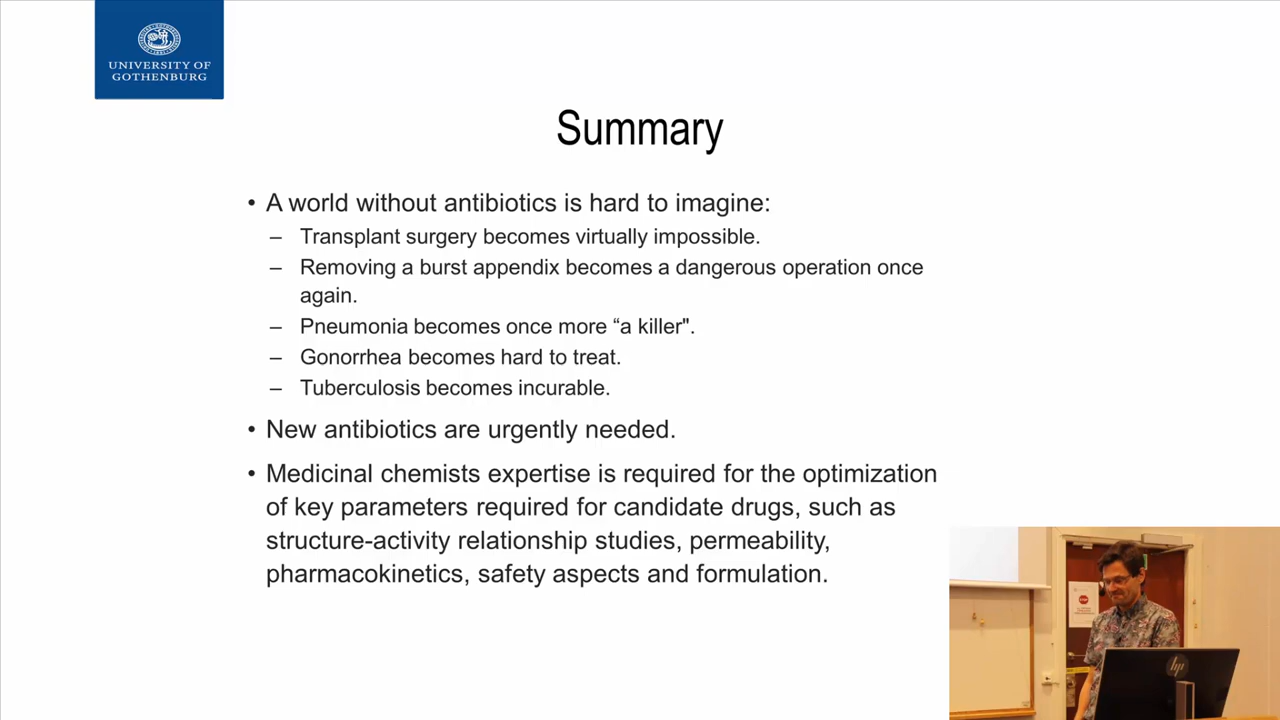 UNIVERSITY OF
GOTHENBURG
Summary
• A world without antibiotics is hard to imagine:
– Transplant surgery becomes virtually impossible.
– Removing a burst appendix becomes a dangerous operation once
again.
– Pneumonia becomes once more “a killer".
– Gonorrhea becomes hard to treat.
– Tuberculosis becomes incurable.
• New antibiotics are urgently needed.
• Medicinal chemists expertise is required for the optimization
of key parameters required for candidate drugs, such as
structure-activity relationship studies, permeability,
pharmacokinetics, safety aspects and formulation.
STOP
hp